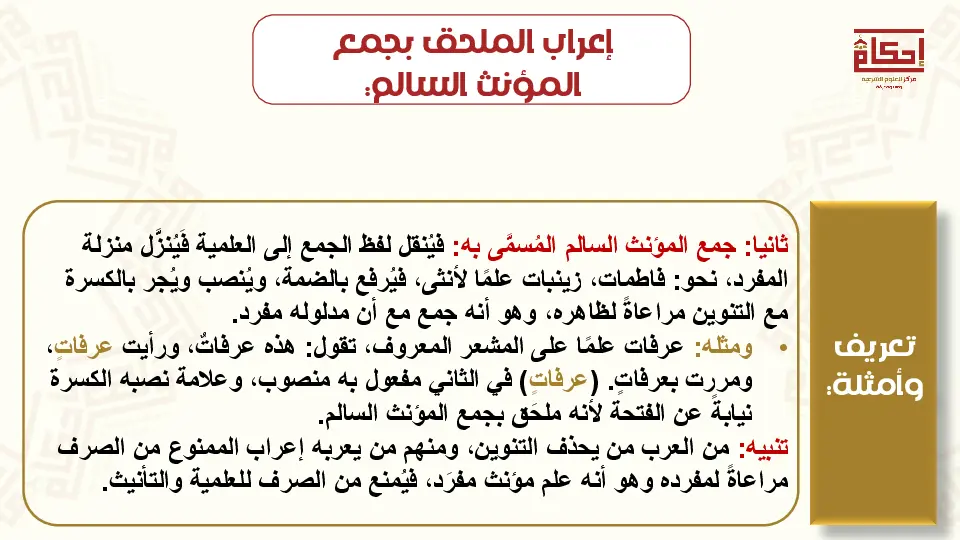 إعراب الملحق بجمع
المؤنث السالم:
إحكام
مركز للعلوم الشرعية
ثانيا: جمع المؤنث السالم المُسمَّى به: فيُنقل لفظ الجمع إلى العلمية فَيُنزَّل منزلة
المفرد، نحو: فاطمات، زينبات علمًا لأنثى، فيُرفع بالضمة، ويُنصب ويُجر بالكسرة
مع التنوين مراعاةً لظاهره، وهو أنه جمع مع أن مدلوله مفرد.
• ومثله: عرفات علمًا على المشعر المعروف، تقول: هذه عرفاتٌ، ورأيت عرفاتٍ،
ومررت بعرفاتٍ. (عرفاتٍ) في الثاني مفعول به منصوب، وعلامة نصبه الكسرة
نيابةً عن الفتحة لأنه ملحَق بجمع المؤنث السالم.
تنبيه: من العرب من يحذف التنوين، ومنهم من يعربه إعراب الممنوع من الصرف
مراعاةً لمفرده وهو أنه علم مؤنث مفرَد، فيُمنع من الصرف للعلمية والتأنيث.
تعريف
وأمثلة: